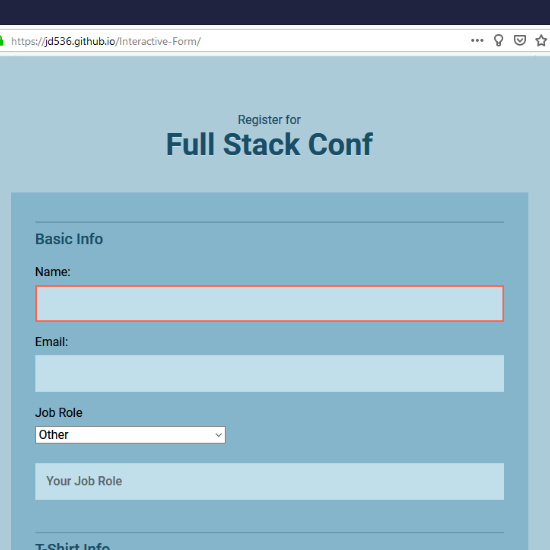 https://jd536.github.io/Interactive-Form/
Register for
Full Stack Conf
Basic Info
Name:
Email:
Job Role
Other
Your Job Role
T-Shirt Info